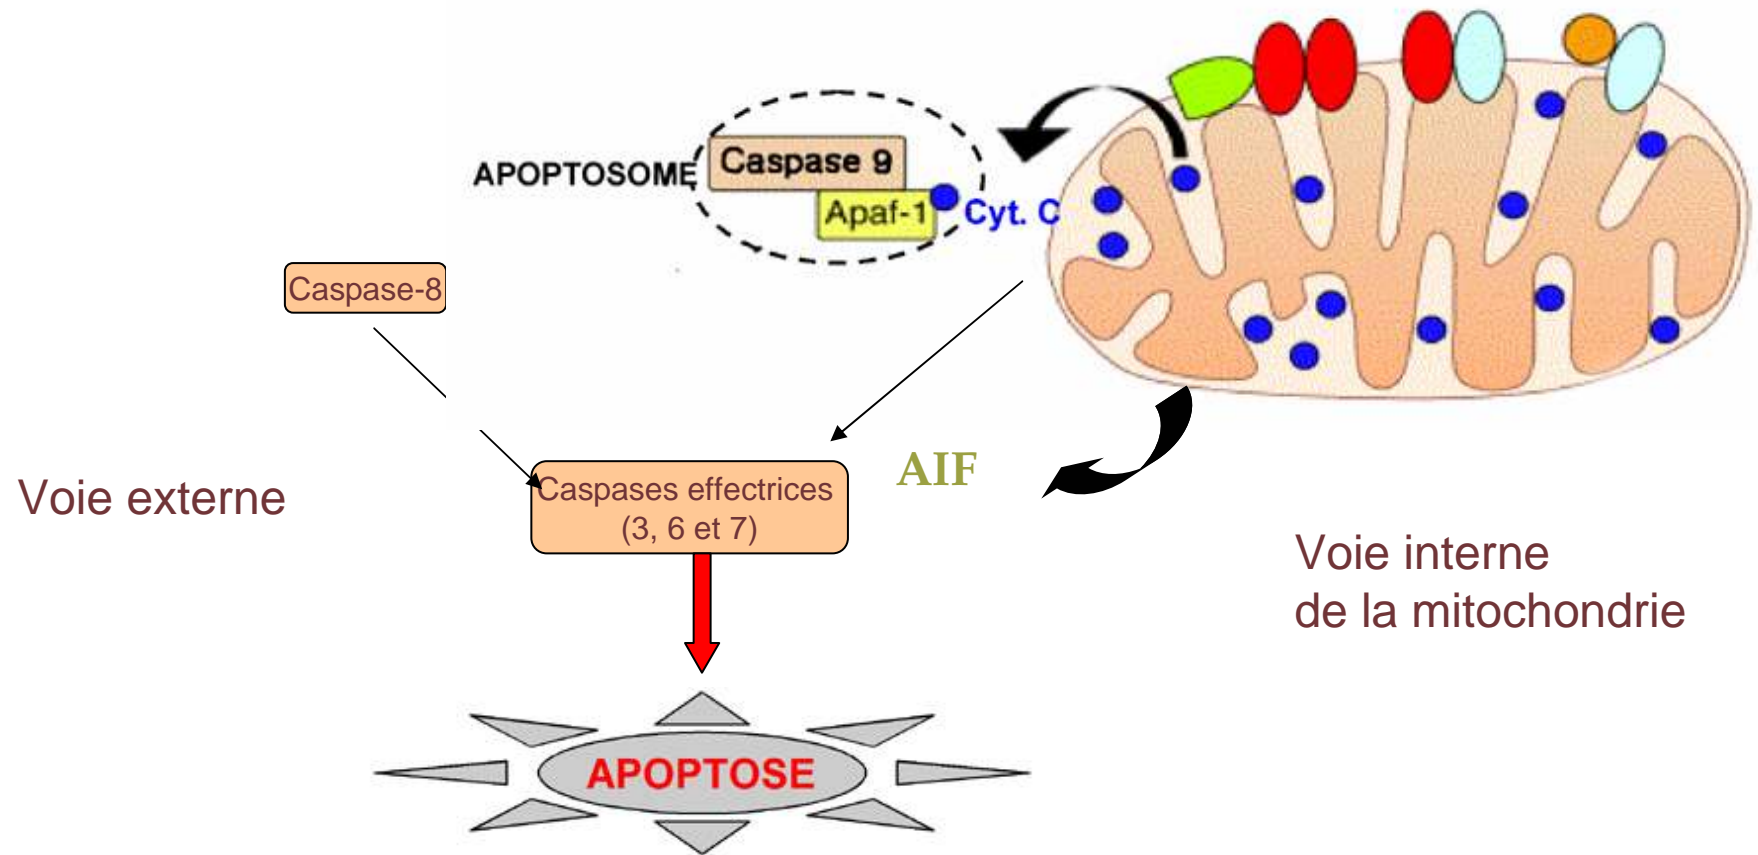 Caspase 9
APOPTOSOME
Apaf-1
Cyt. C
Caspase-8
AIF
Voie externe
Caspases effectrices
(3, 6 et 7)
Voie interne
de la mitochondrie
APOPTOSE